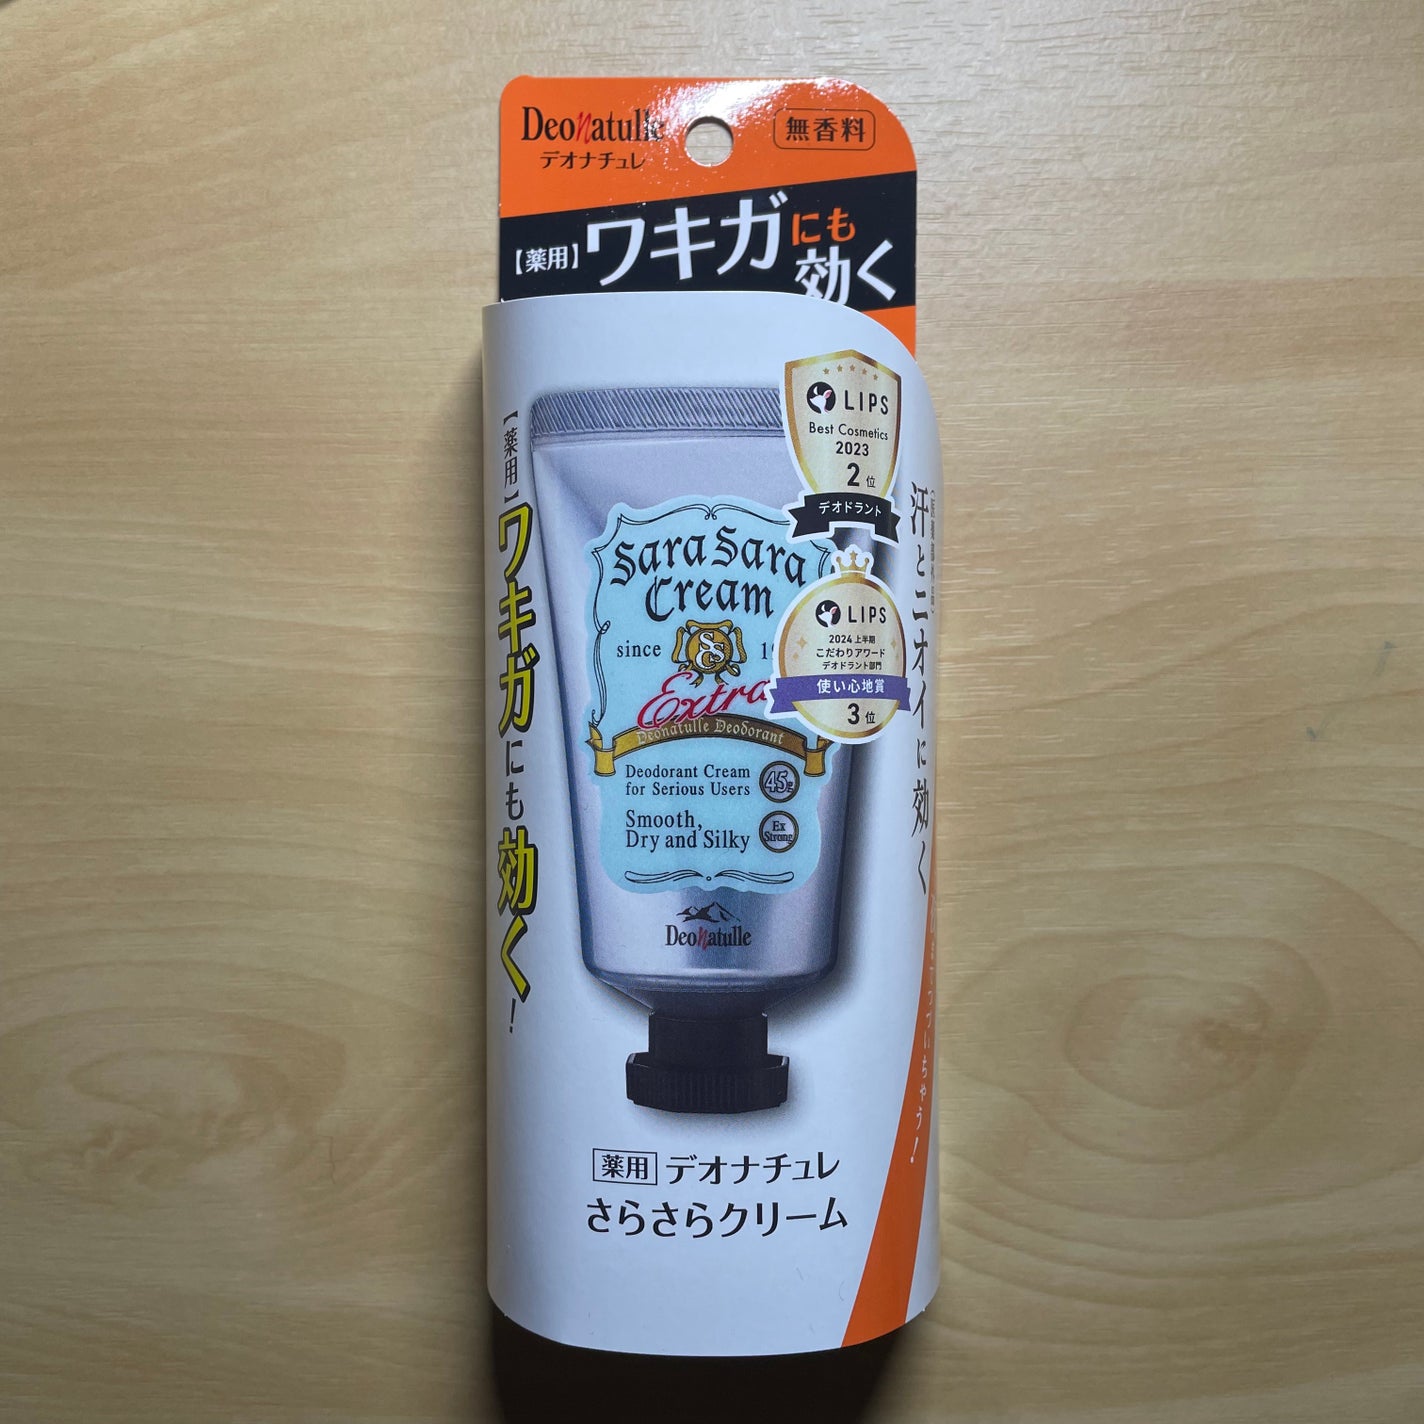 Deonatulle
デオナチュレ
無香料
【薬用】ワキガにも効く
【薬用】ワキガにも効く!
LIPS
Best Cosmetics
2023
2位
デオドラント
Sara Sara
Cream
since
SSC
Extra
Deonatulle Deodorant
Deodorant Cream
for Serious Users
45g
Smooth,
Dry and Silky
Ex
Strong
Deonatulle
LIPS
2024 上半期
こだわりアワード
デオドラント部門
使い心地賞
3位
汗とニオイに効く
薬用 デオナチュレ
さらさらクリーム